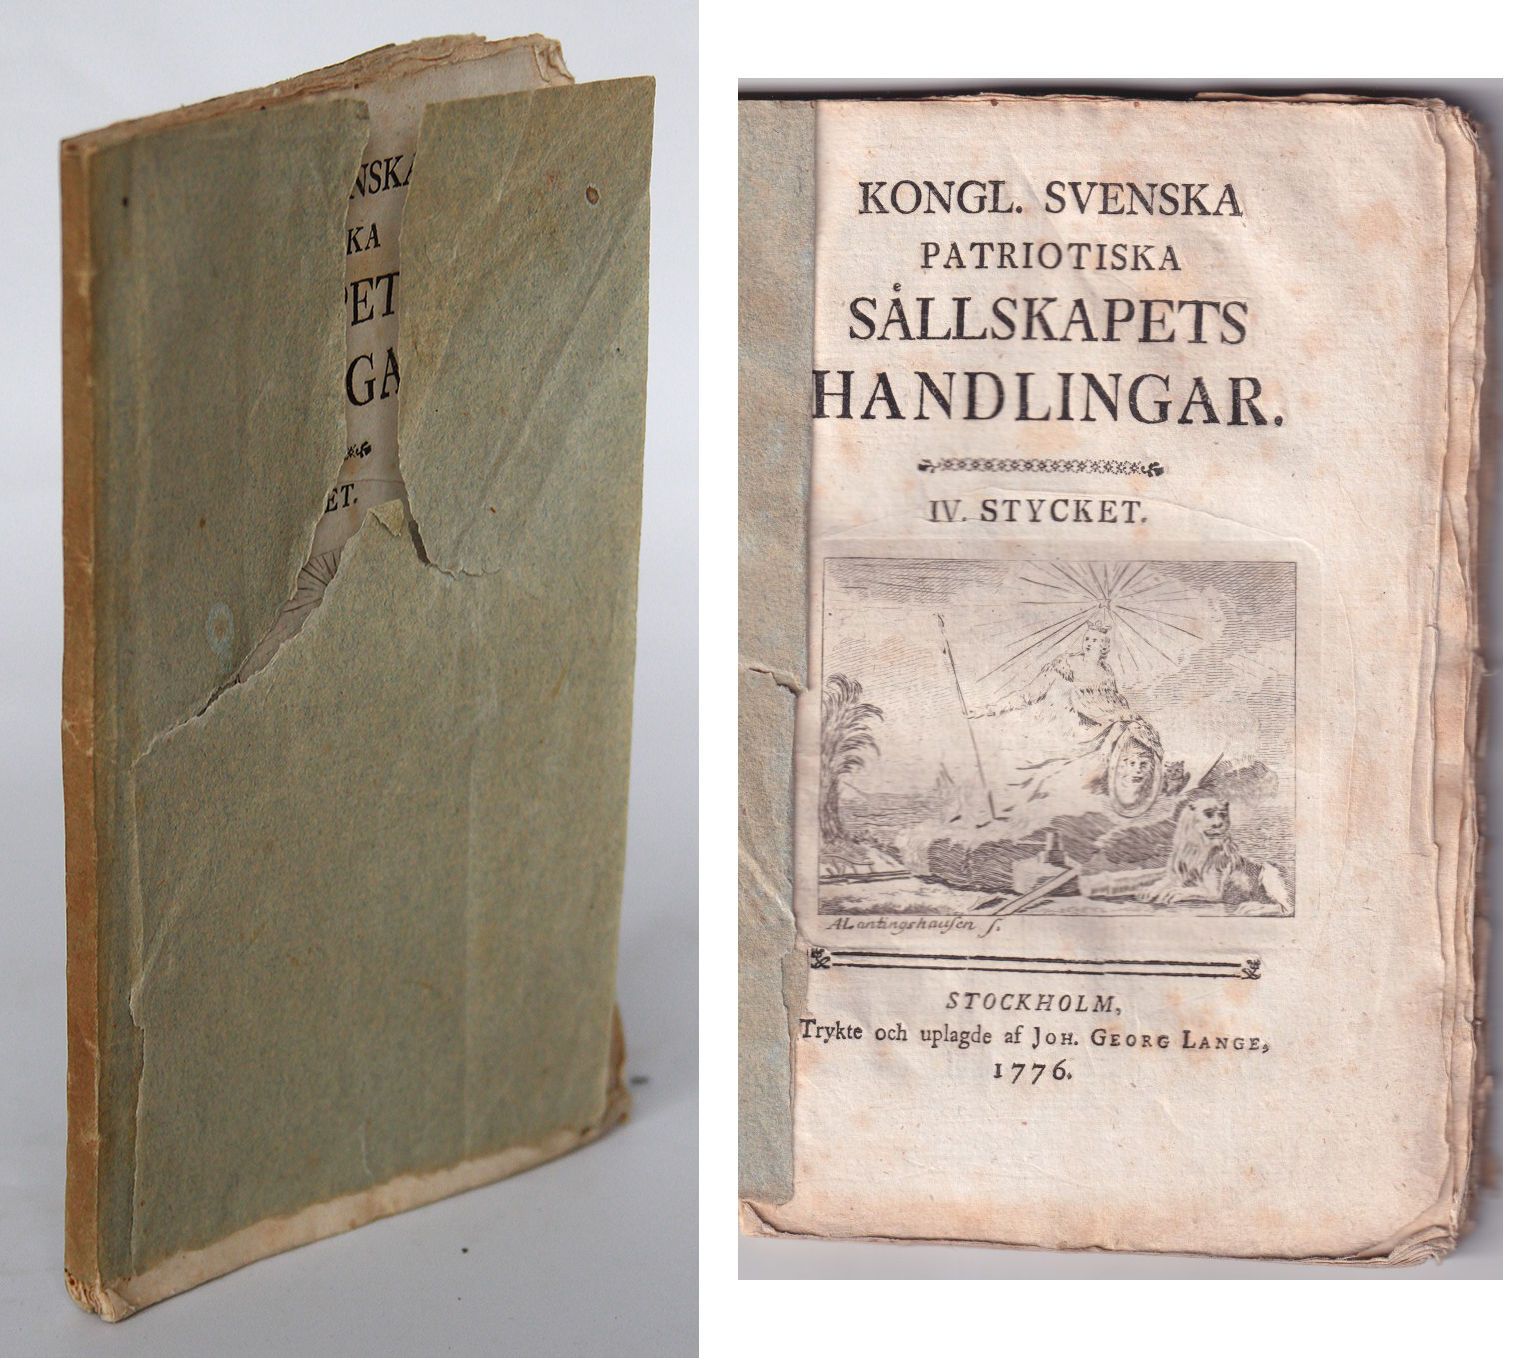 NSKA
KA
PET
GA
ET.
KONGL. SVENSKA
PATRIOTISKA
SÅLLSKAPETS
HANDLINGAR.
IV. STYCKET.
ALantingshausen s.
STOCKHOLM,
Trykte och uplagde af JOH. GEORG LANGE,
1776.